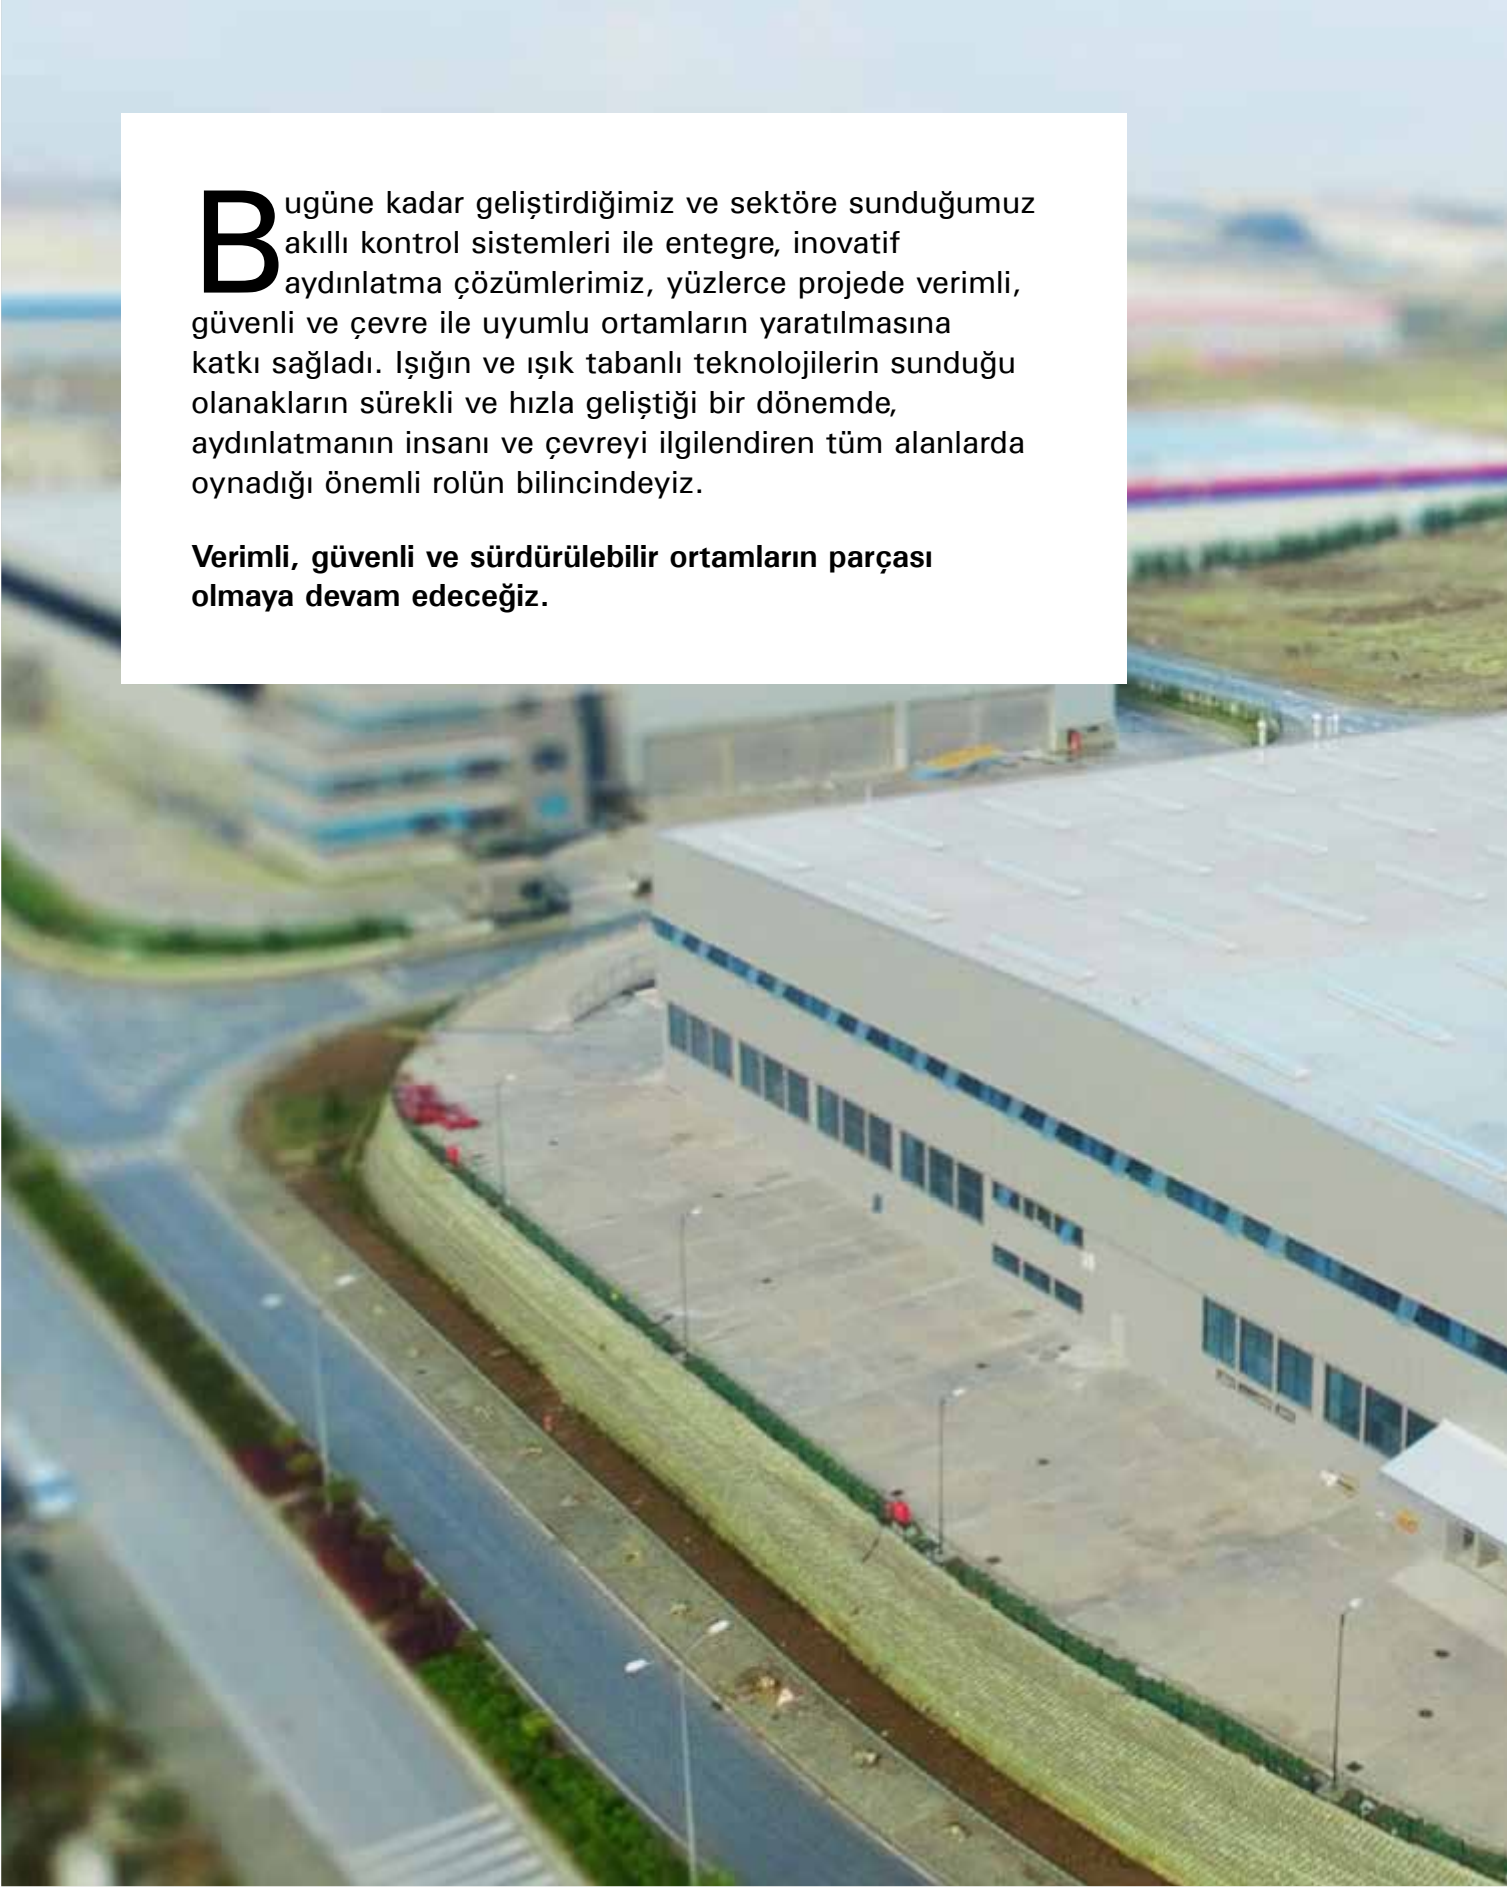 Bugüne kadar geliştirdiğimiz ve sektöre sunduğumuz
akıllı kontrol sistemleri ile entegre, inovatif
aydınlatma çözümlerimiz, yüzlerce projede verimli,
güvenli ve çevre ile uyumlu ortamların yaratılmasına
katkı sağladı. Işığın ve ışık tabanlı teknolojilerin sunduğu
olanakların sürekli ve hızla geliştiği bir dönemde,
aydınlatmanın insanı ve çevreyi ilgilendiren tüm alanlarda
oynadığı önemli rolün bilincindeyiz.
Verimli, güvenli ve sürdürülebilir ortamların parçası
olmaya devam edeceğiz.